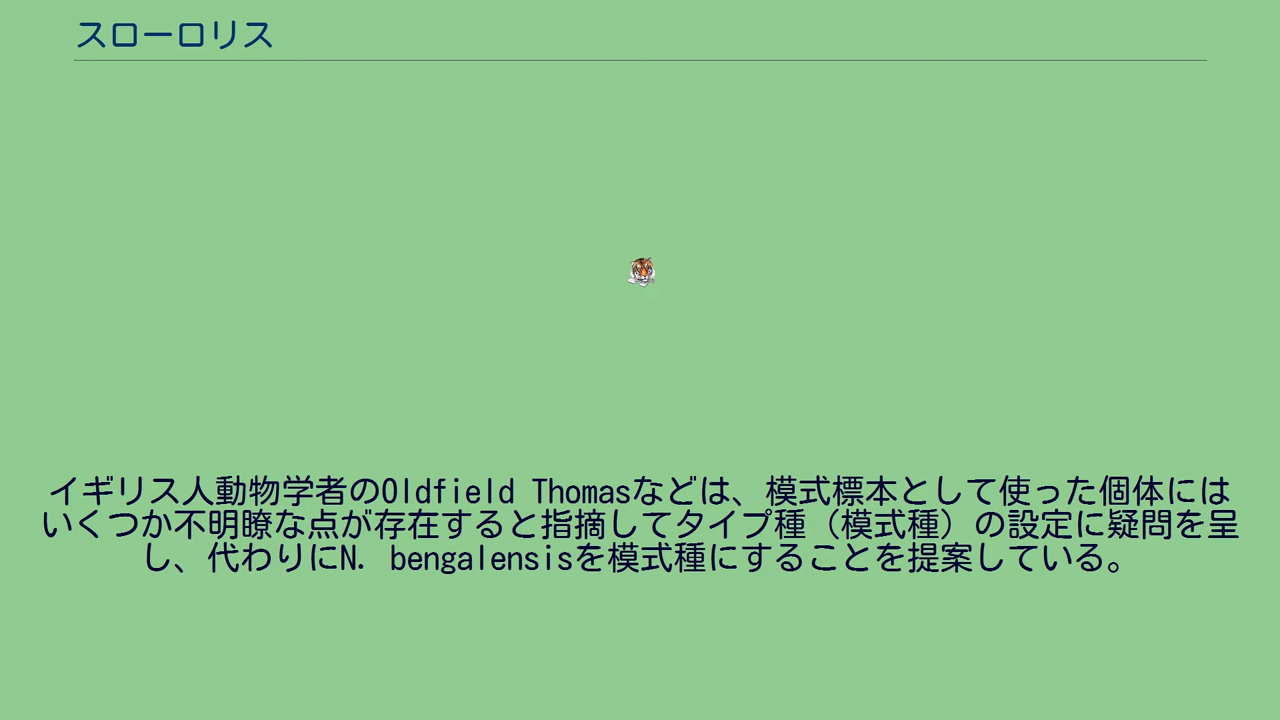 スローロリス
イギリス人動物学者のOldfield Thomasなどは、模式標本として使った個体には
いくつか不明瞭な点が存在すると指摘してタイプ種（模式種）の設定に疑問を呈
し、代わりにN. bengalensisを模式種にすることを提案している。